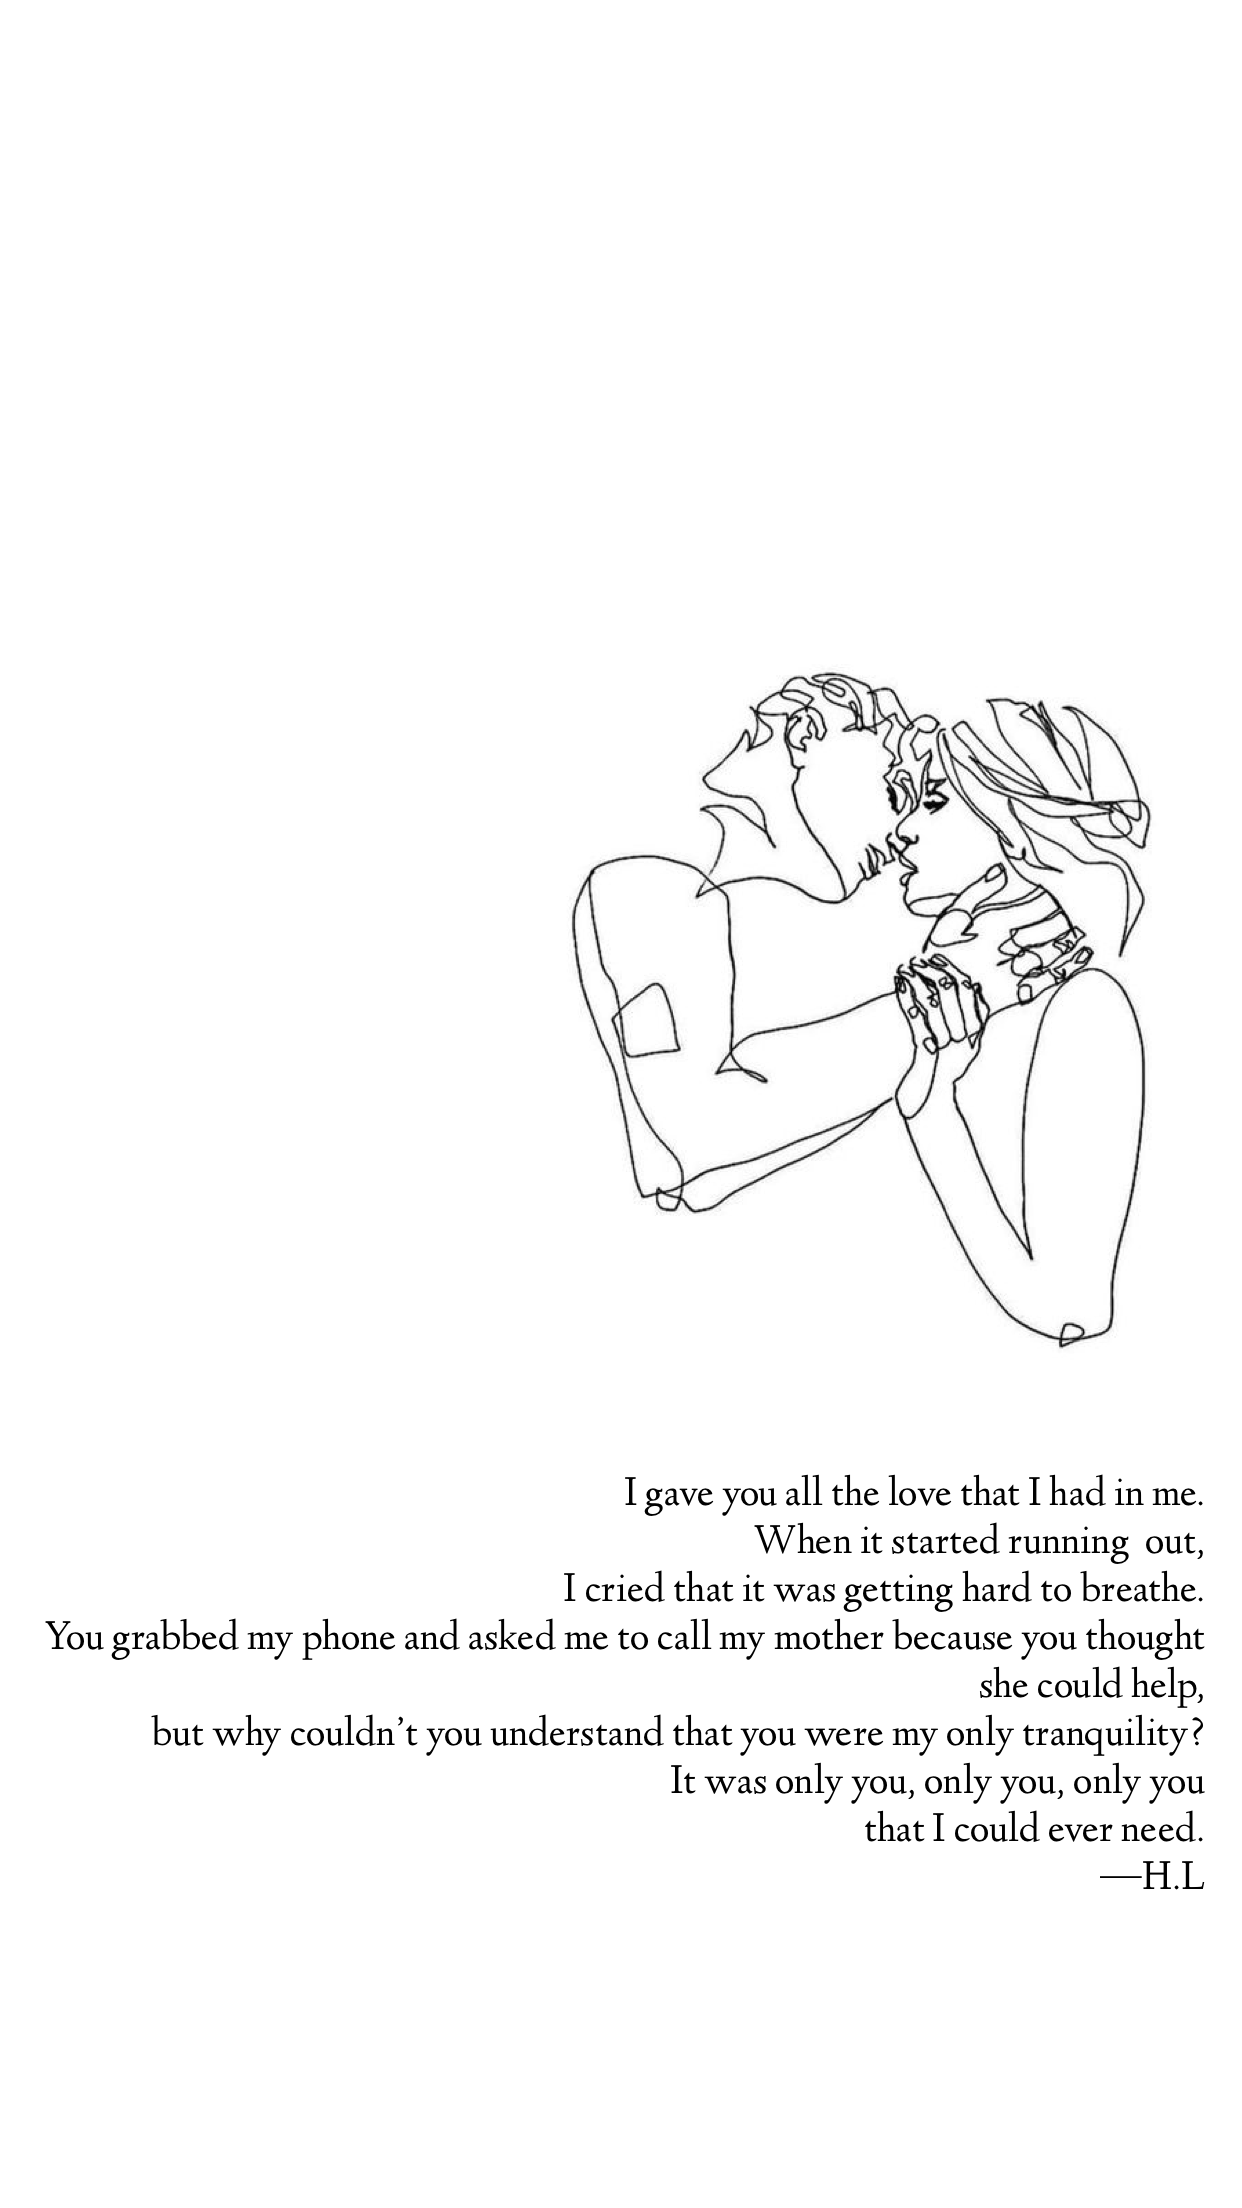 I gave you all the love that I had in me.
When it started running  out,
I cried that it was getting hard to breathe.
You grabbed my phone and asked me to call my mother because you thought
she could help,
but why couldn’t you understand that you were my only tranquility?
It was only you, only you, only you
that I could ever need.
—H.L